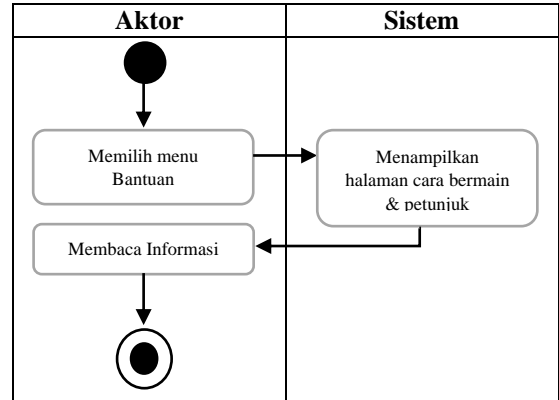 Aktor
Sistem
Memilih menu
Bantuan
Menampilkan
halaman cara bermain
& petunjuk
Membaca Informasi